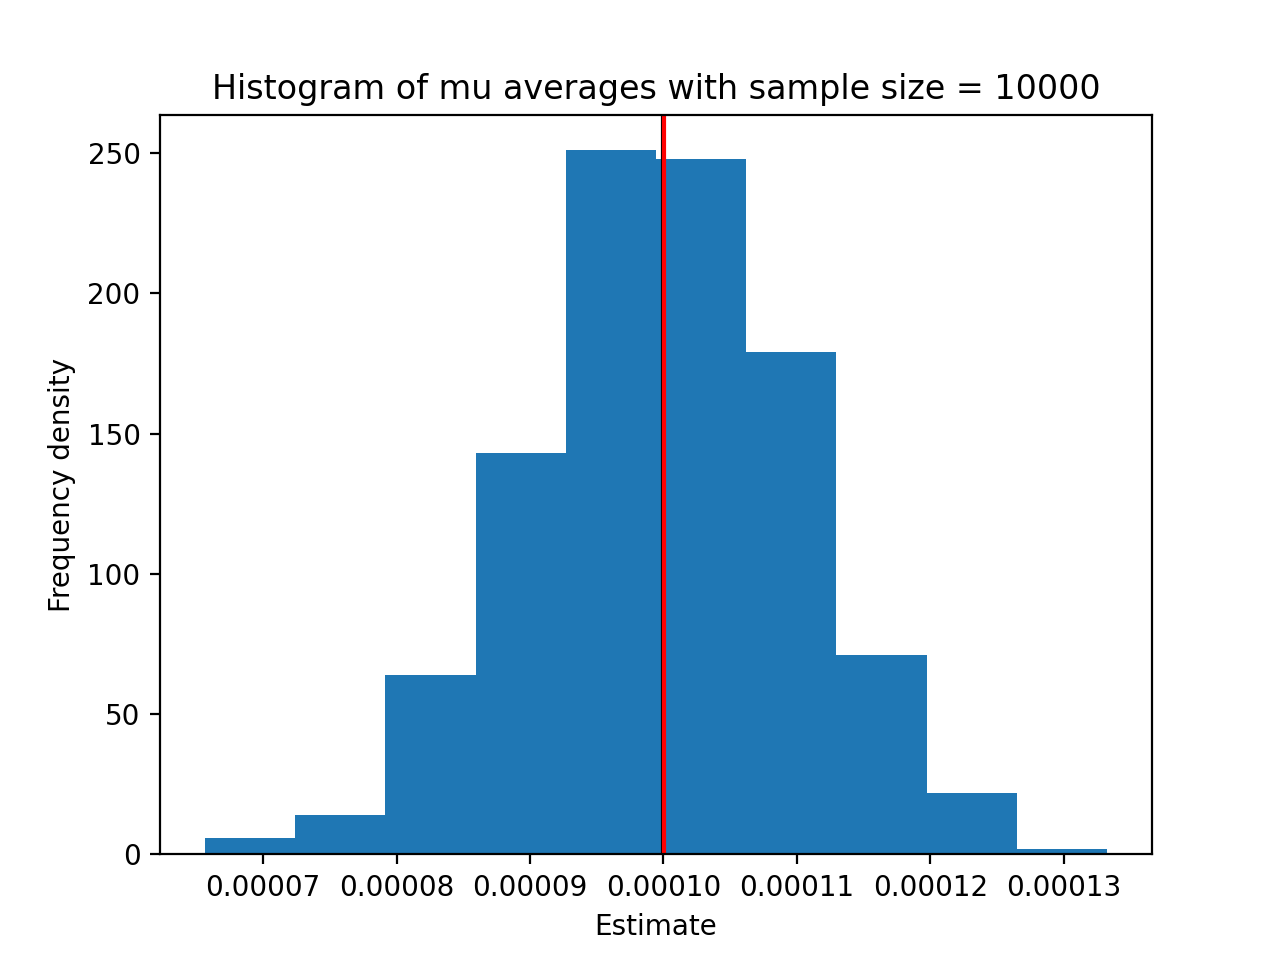 Histogram of mu averages with sample size = 10000
250
200
150
100
50
0
Frequency density
0.00007 0.00008 0.00009 0.00010 0.00011 0.00012 0.00013
Estimate